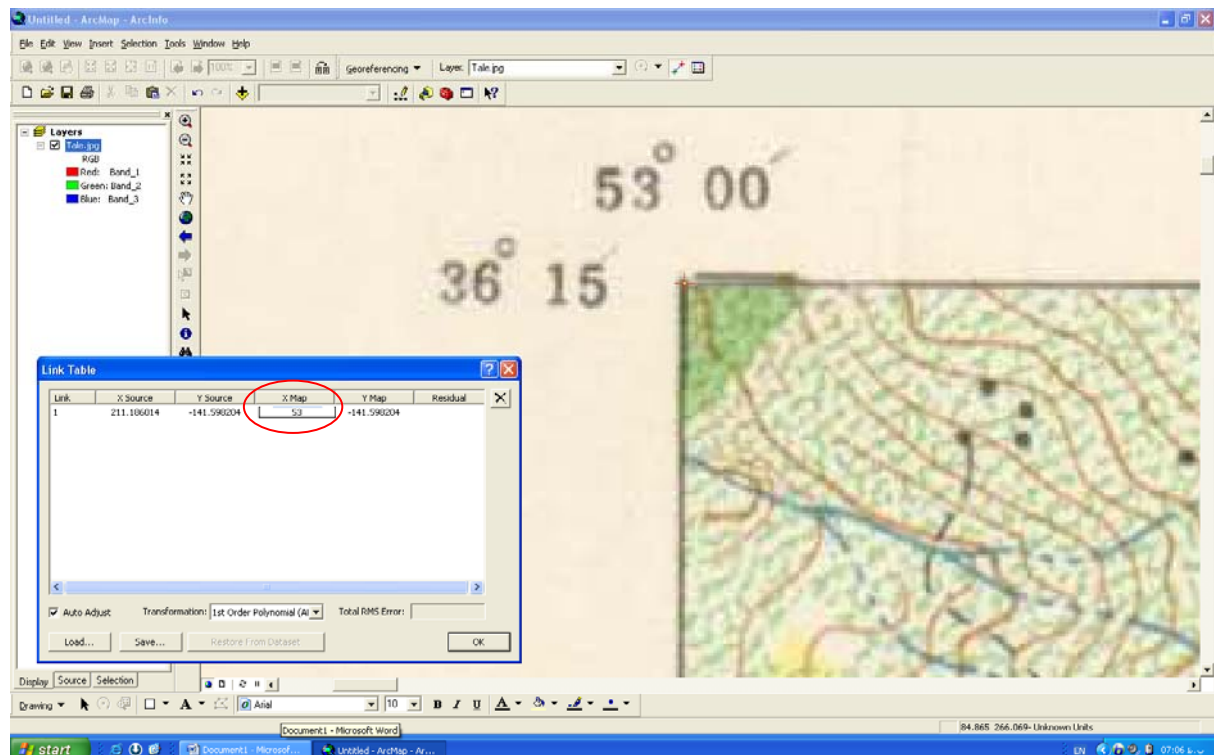 Untitled - ArcMap - ArcInfo
File Edit View Insert Selection Tools Window Help
100% Georeferencing Layer: Tale.jpg
Layers
Tale.jpg
RGB
Red: Band_1
Green: Band_2
Blue: Band_3
53° 00′
36° 15′
Link Table
Link X Source Y Source X Map Y Map Residual
1 211.186014 -141.598204 53 -141.598204
Auto Adjust Transformation: 1st Order Polynomial (A Total RMS Error:
Load... Save... Restore From Dataset OK
Display Source Selection
Drawing A Arial 10 B I U A
Document1 - Microsoft Word
84.865 266.069- Unknown Units
start Document1 - Microsof... Untitled - ArcMap - Ar... EN 07:06